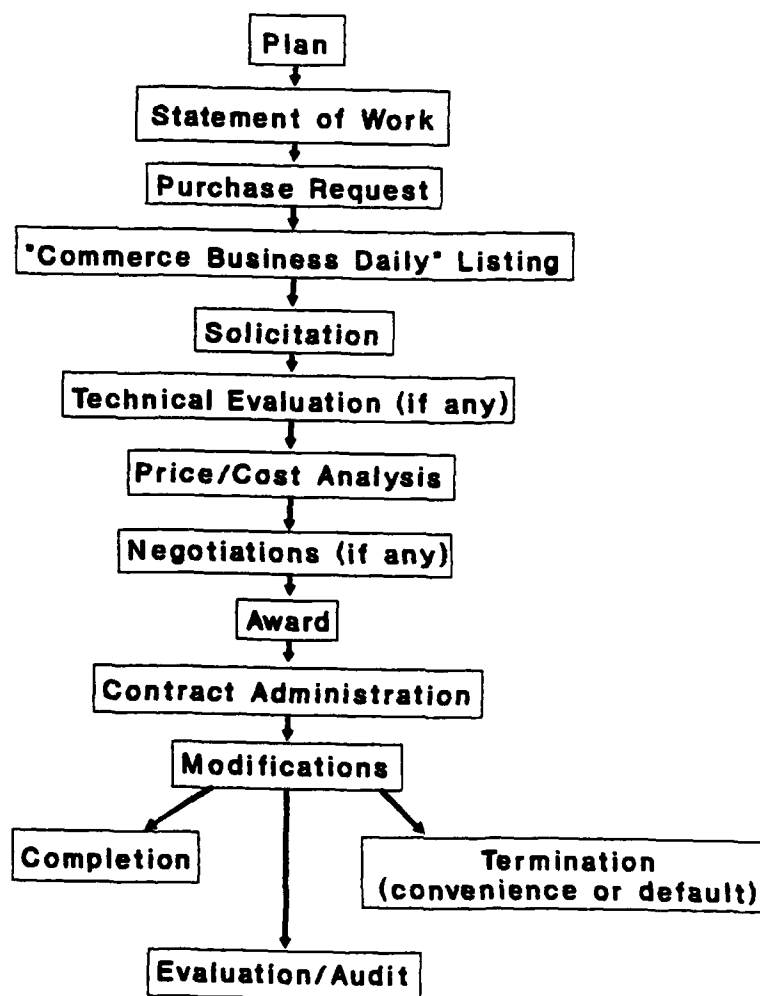 Plan
Statement of Work
Purchase Request
"Commerce Business Daily" Listing
Solicitation
Technical Evaluation (if any)
Price/Cost Analysis
Negotiations (if any)
Award
Contract Administration
Modifications
Completion
Termination
(convenience or default)
Evaluation/Audit